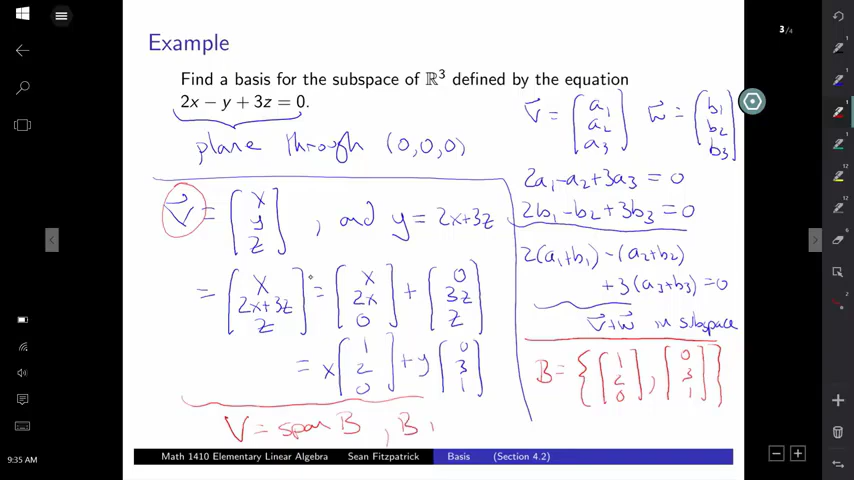 3/4
Example
Find a basis for the subspace of ℝ³ defined by the equation
2x − y + 3z = 0.
plane through (0,0,0)
v⃗ = [x y z] , and y = 2x+3z
= [x 2x+3z z] = [x 2x 0] + [0 3z z]
= x [1 2 0] + y [0 3 1]
V = span B , B
v⃗ = [a₁ a₂ a₃] w⃗ = [b₁ b₂ b₃]
2a₁-a₂+3a₃ = 0
2b₁-b₂+3b₃ = 0
2(a₁+b₁) - (a₂+b₂)
+ 3(a₃+b₃) = 0
v⃗+w⃗ in subspace
B = { [1 2 0], [0 3 1] }
Math 1410 Elementary Linear Algebra Sean Fitzpatrick Basis (Section 4.2)
9:35 AM